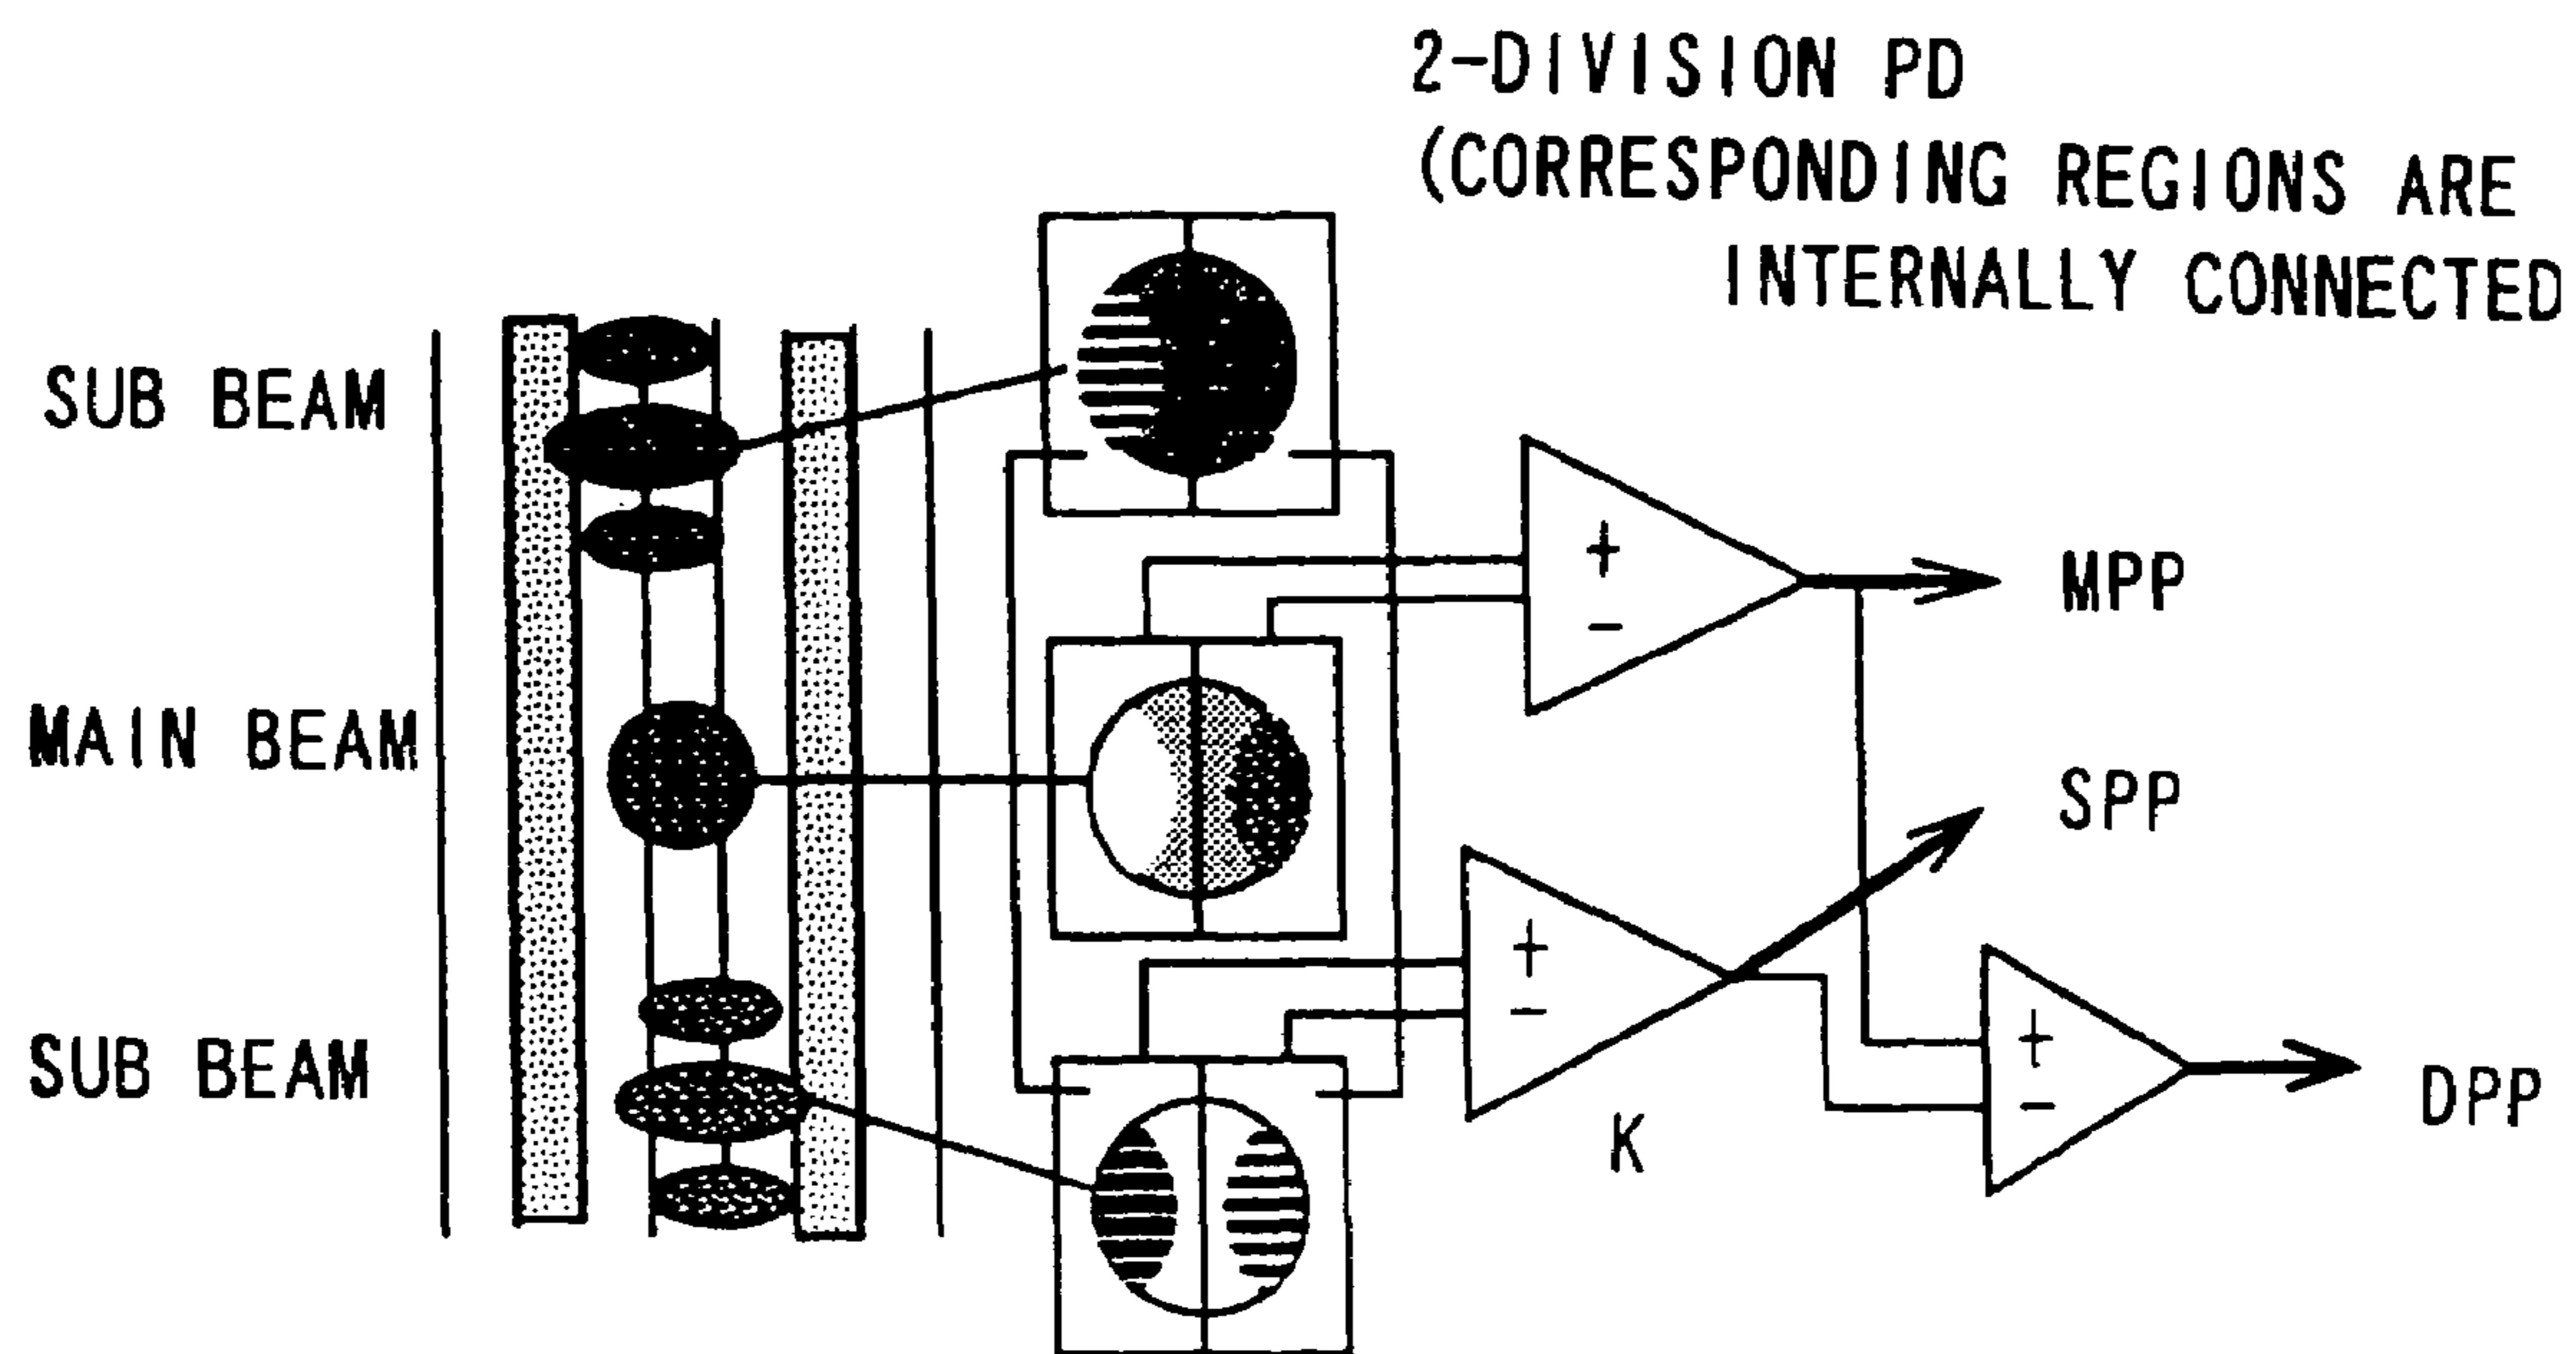 2-DIVISION PD
(CORRESPONDING REGIONS ARE
INTERNALLY CONNECTED
SUB BEAM
MAIN BEAM
SUB BEAM
+
−
MPP
SPP
+
−
K
+
−
DPP